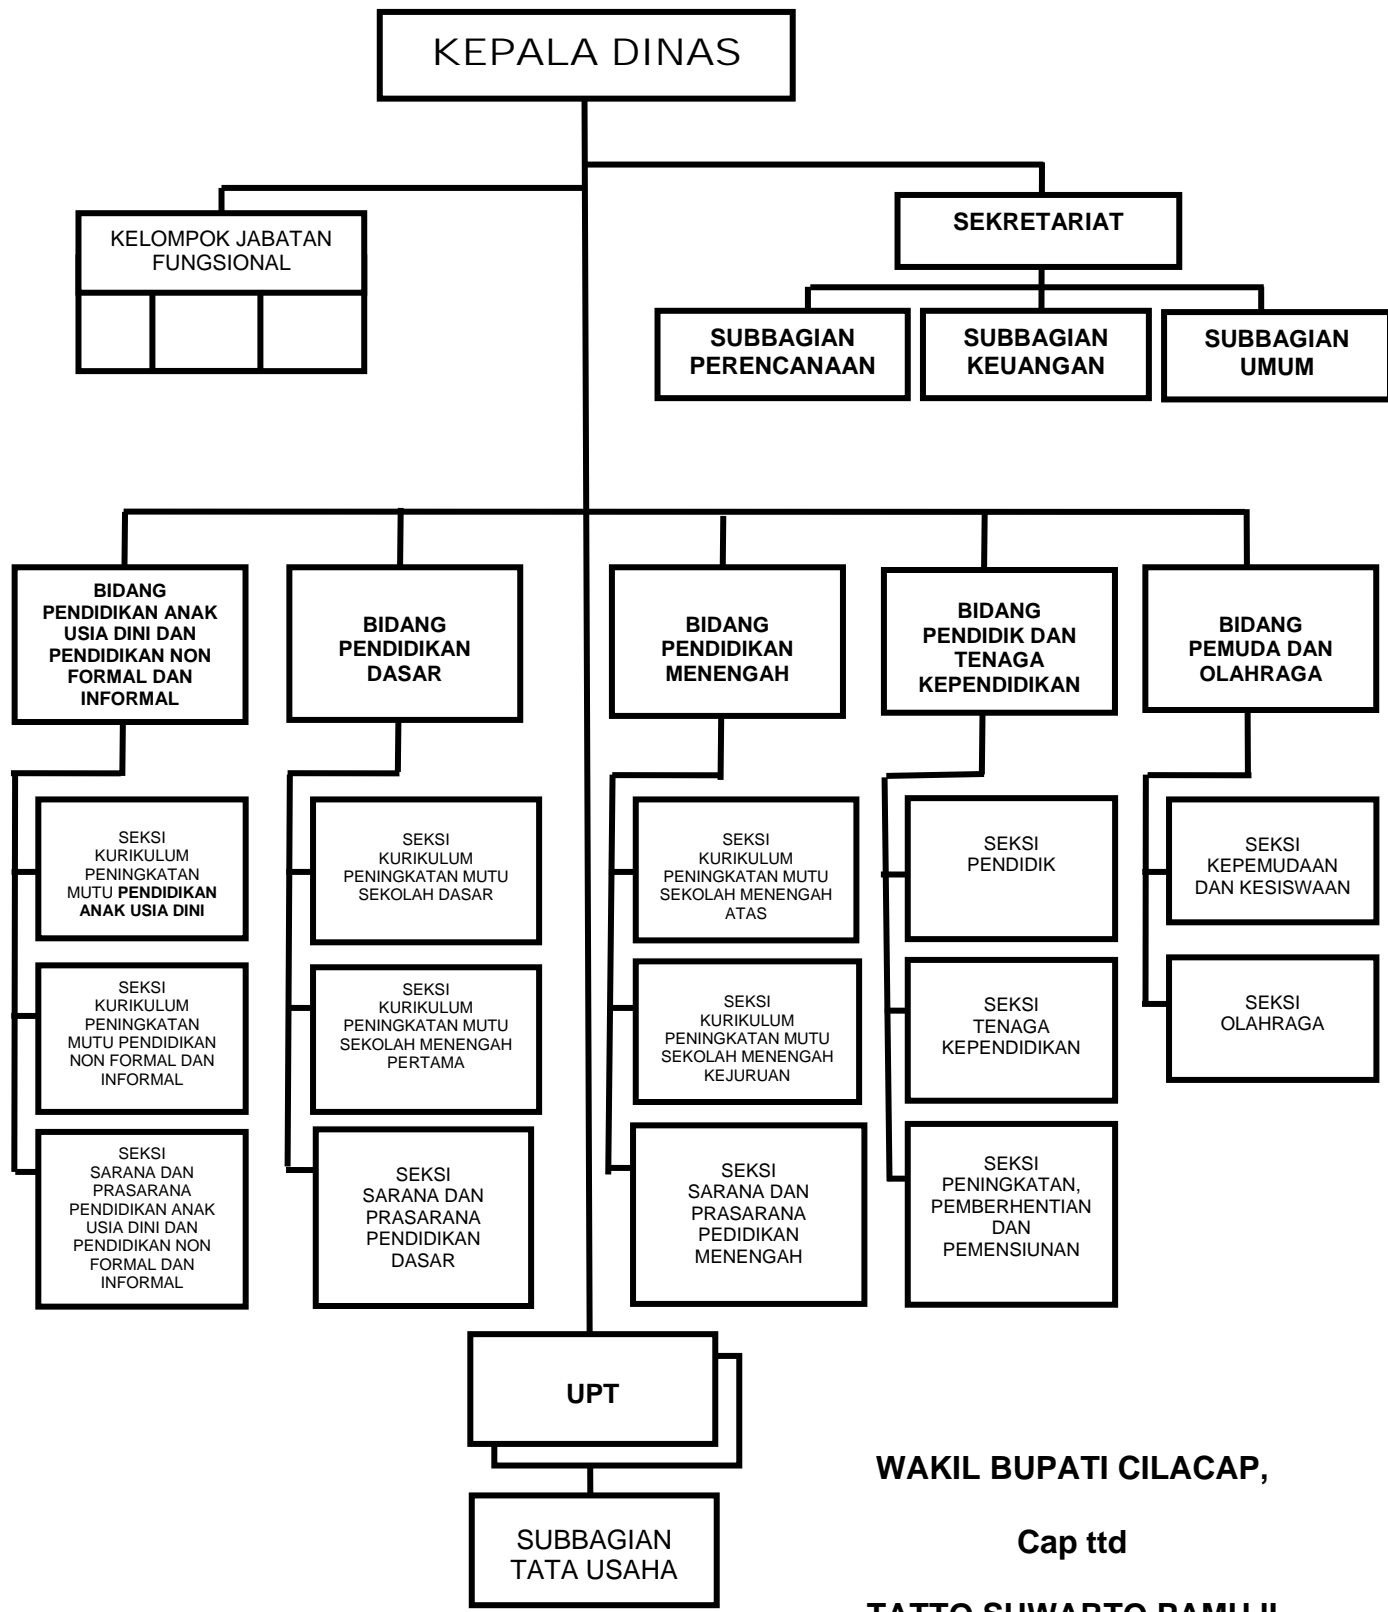 KEPALA DINAS
KELOMPOK JABATAN
FUNGSIONAL
SEKRETARIAT
SUBBAGIAN
PERENCANAAN
SUBBAGIAN
KEUANGAN
SUBBAGIAN
UMUM
BIDANG
PENDIDIKAN ANAK
USIA DINI DAN
PENDIDIKAN NON
FORMAL DAN
INFORMAL
BIDANG
PENDIDIKAN
DASAR
BIDANG
PENDIDIKAN
MENENGAH
BIDANG
PENDIDIK DAN
TENAGA
KEPENDIDIKAN
BIDANG
PEMUDA DAN
OLAHRAGA
SEKSI
KURIKULUM
PENINGKATAN
MUTU PENDIDIKAN
ANAK USIA DINI
SEKSI
KURIKULUM
PENINGKATAN MUTU
SEKOLAH DASAR
SEKSI
KURIKULUM
PENINGKATAN MUTU
SEKOLAH MENENGAH
ATAS
SEKSI
PENDIDIK
SEKSI
KEPEMUDAAN
DAN KESISWAAN
SEKSI
KURIKULUM
PENINGKATAN
MUTU PENDIDIKAN
NON FORMAL DAN
INFORMAL
SEKSI
KURIKULUM
PENINGKATAN MUTU
SEKOLAH MENENGAH
PERTAMA
SEKSI
KURIKULUM
PENINGKATAN MUTU
SEKOLAH MENENGAH
KEJURUAN
SEKSI
TENAGA
KEPENDIDIKAN
SEKSI
OLAHRAGA
SEKSI
SARANA DAN
PRASARANA
PENDIDIKAN ANAK
USIA DINI DAN
PENDIDIKAN NON
FORMAL DAN
INFORMAL
SEKSI
SARANA DAN
PRASARANA
PENDIDIKAN
DASAR
SEKSI
SARANA DAN
PRASARANA
PEDIDIKAN
MENENGAH
SEKSI
PENINGKATAN,
PEMBERHENTIAN
DAN
PEMENSIUNAN
UPT
SUBBAGIAN
TATA USAHA
WAKIL BUPATI CILACAP,
Cap ttd
TATTO SUWARTO PAMUJI